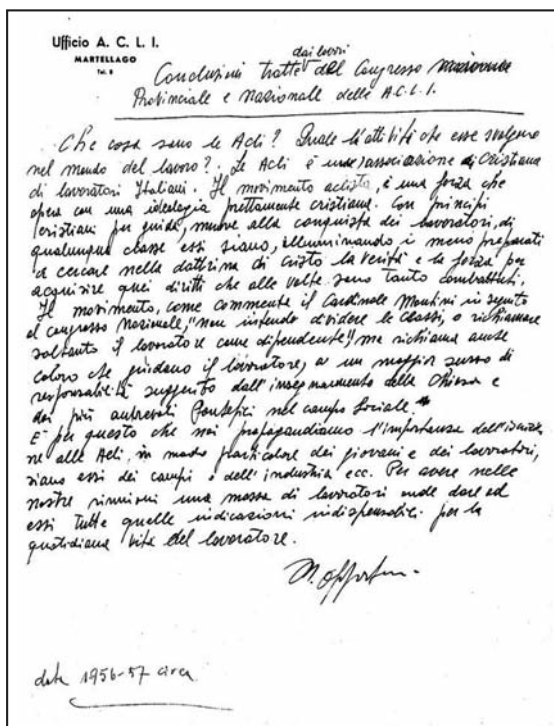 Ufficio A. C. L. I.
MARTELLAGO
Tel. 8
dai lavori
Conclusioni tratte del Congresso
Provinciale e Nazionale delle A.C.L.I.
Che cosa sono le Acli? Quale l'attività che esse svolgono
nel mondo del lavoro? Le Acli è associazione di Cristiana
di lavoratori Italiani. Il movimento aclista, è una forza che
opera con una ideologia prettamente cristiana. Con principi
cristiani per guida, muove alla conquista dei lavoratori, di
qualunque classe essi siano, illuminando i meno preparati
a cercare nella dottrina di Cristo la verità e la forza per
acquisire quei diritti che alle volte sono tanto combattuti.
Il movimento, come commenta il Cardinale Montini in seguito
al congresso Nazionale, "non intende dividere le classi, o richiamare
soltanto il lavoratore come dipendente" ma richiama anche
coloro che guidano il lavoratore, a un maggior senso di
responsabilità suggerito dall'insegnamento della Chiesa e
dei più autorevoli Pontefici nel campo Sociale.
E' per questo che noi propagandiamo l'importanza dell'iscrizio
ne alle Acli, in modo particolare dei giovani e dei lavoratori,
siano essi dei campi o dell'industria ecc. Per avere nelle
nostre riunioni una massa di lavoratori onde dare ad
essi tutte quelle indicazioni indispensabili per la
quotidiana vita del lavoratore.
data 1956-57 circa